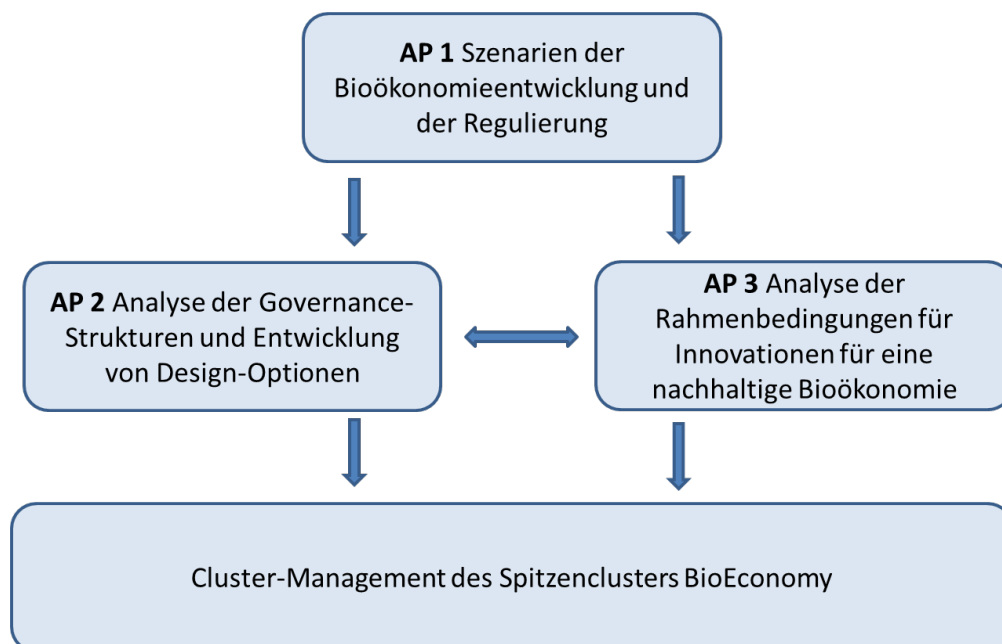 AP 1 Szenarien der
Bioökonomieentwicklung und
der Regulierung
AP 2 Analyse der Governance-
Strukturen und Entwicklung
von Design-Optionen
AP 3 Analyse der
Rahmenbedingungen für
Innovationen für eine
nachhaltige Bioökonomie
Cluster-Management des Spitzenclusters BioEconomy